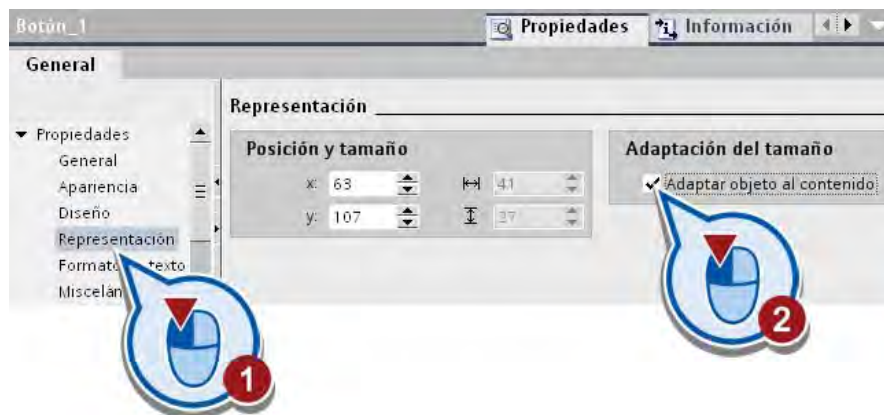 Botón_1
Propiedades
Información
General
Representación
Propiedades
General
Apariencia
Diseño
Representación
texto
Posición y tamaño
x: 63
41
y: 107
37
Adaptación del tamaño
Adaptar objeto al contenido
1
2